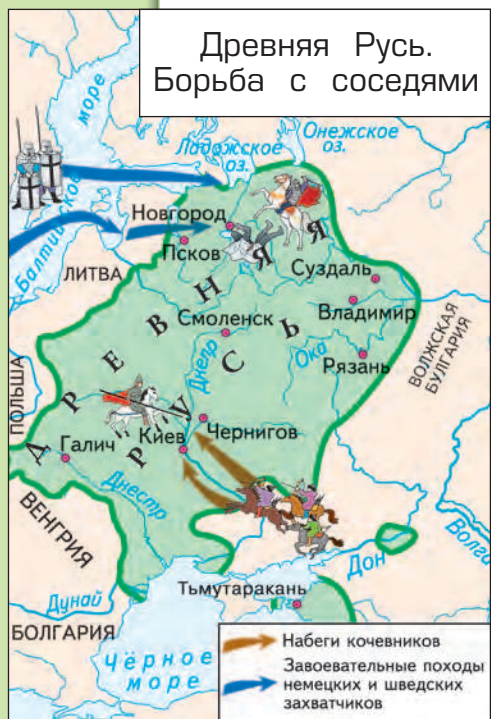 Древняя Русь.
Борьба с соседями
Балтийское море
Ладожское
оз.
Онежское
оз.
Новгород
Псков
ЛИТВА
Суздаль
Владимир
Смоленск
Днепр
Ока
Рязань
ВОЛЖСКАЯ
БУЛГАРИЯ
ДРЕВНЯЯ
РУСЬ
ПОЛЬША
Галич
Киев
Чернигов
Днестр
ВЕНГРИЯ
Дон
Волга
Тьмутаракань
Дунай
БОЛГАРИЯ
Чёрное
море
Набеги кочевников
Завоевательные походы
немецких и шведских
захватчиков